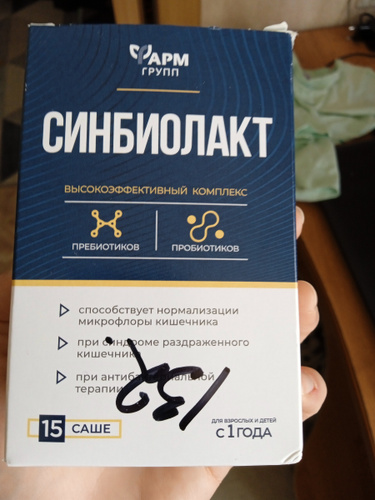 ФАРМ
ГРУПП
СИНБИОЛАКТ
ВЫСОКОЭФФЕКТИВНЫЙ КОМПЛЕКС
ПРЕБИОТИКОВ
ПРОБИОТИКОВ
способствует нормализации
микрофлоры кишечника
при синдроме раздраженного
кишечника
при антибактериальной
терапии
15 САШЕ
ДЛЯ ВЗРОСЛЫХ И ДЕТЕЙ
С 1 ГОДА